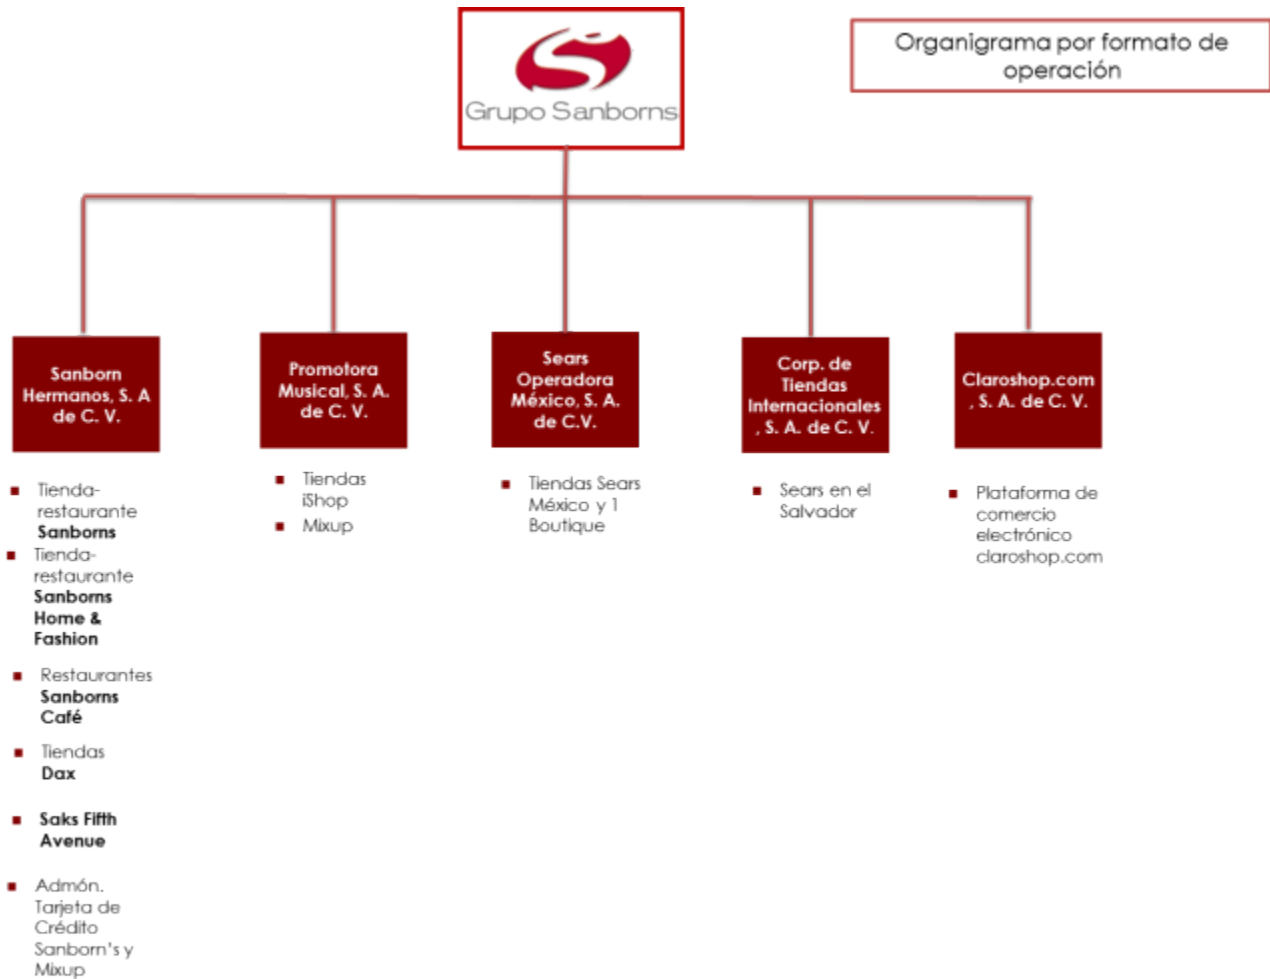 Grupo Sanborns
Organigrama por formato de
operación
Sanborn
Hermanos, S. A
de C. V.
Tienda-
restaurante
Sanborns
Tienda-
restaurante
Sanborns
Home &
Fashion
Restaurantes
Sanborns
Café
Tiendas
Dax
Saks Fifth
Avenue
Admón.
Tarjeta de
Crédito
Sanborn's y
Mixup
Promotora
Musical, S. A.
de C. V.
Tiendas
iShop
Mixup
Sears
Operadora
México, S. A.
de C.V.
Tiendas Sears
México y 1
Boutique
Corp. de
Tiendas
Internacionales
, S. A. de C. V.
Sears en el
Salvador
Claroshop.com
, S. A. de C. V.
Plataforma de
comercio
electrónico
claroshop.com